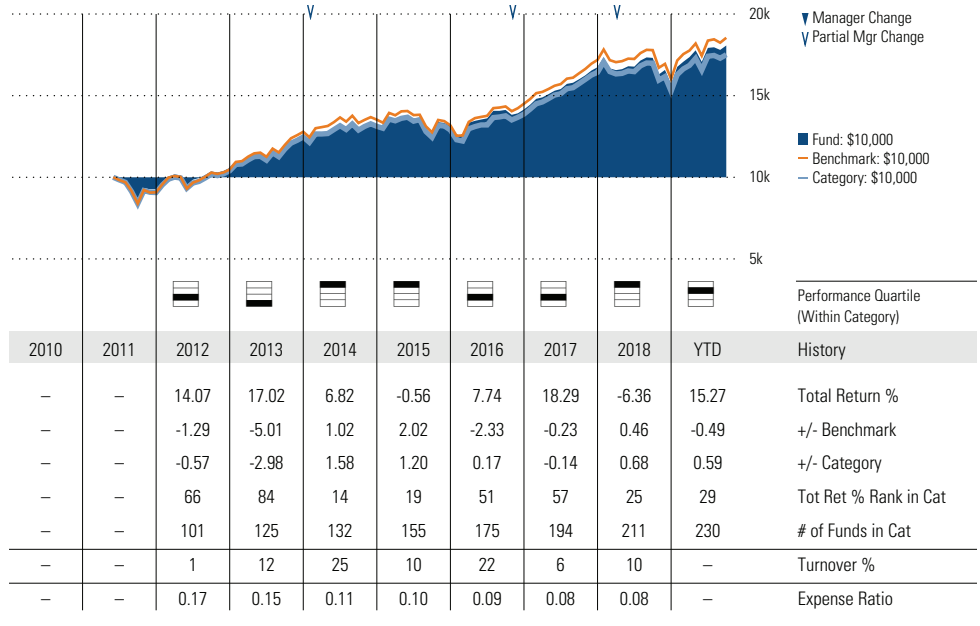 20k
Manager Change
Partial Mgr Change
15k
Fund: $10,000
Benchmark: $10,000
Category: $10,000
10k
5k
Performance Quartile
(Within Category)
2010 2011 2012 2013 2014 2015 2016 2017 2018 YTD History
– – 14.07 17.02 6.82 -0.56 7.74 18.29 -6.36 15.27 Total Return %
– – -1.29 -5.01 1.02 2.02 -2.33 -0.23 0.46 -0.49 +/- Benchmark
– – -0.57 -2.98 1.58 1.20 0.17 -0.14 0.68 0.59 +/- Category
– – 66 84 14 19 51 57 25 29 Tot Ret % Rank in Cat
– – 101 125 132 155 175 194 211 230 # of Funds in Cat
– – 1 12 25 10 22 6 10 – Turnover %
– – 0.17 0.15 0.11 0.10 0.09 0.08 0.08 – Expense Ratio